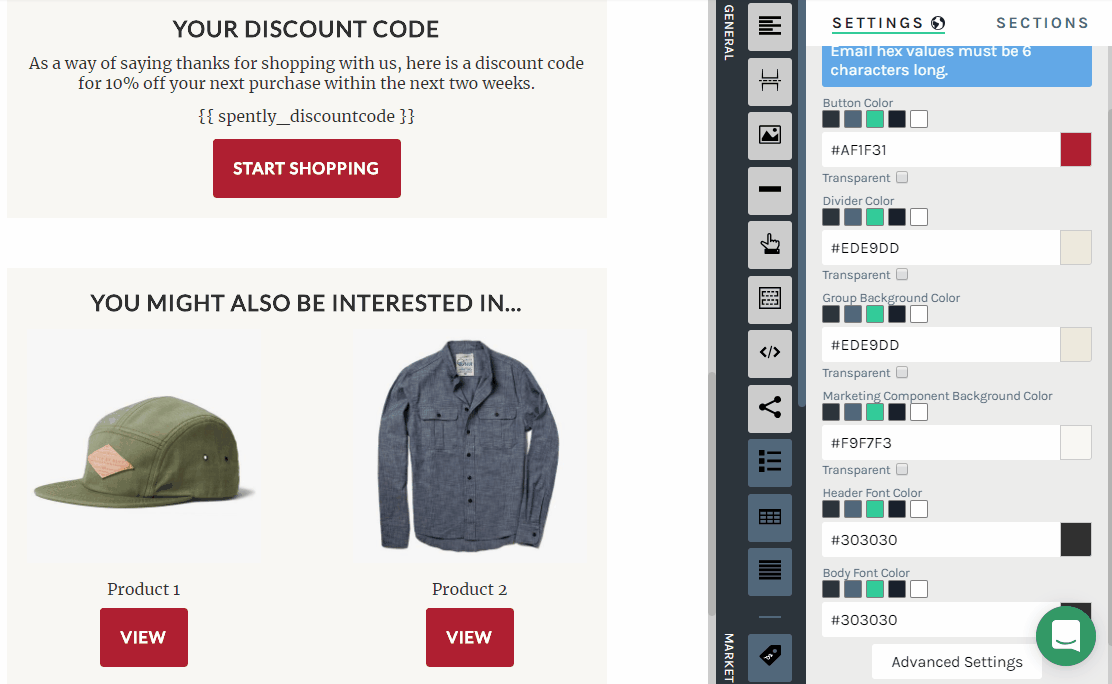 YOUR DISCOUNT CODE
As a way of saying thanks for shopping with us, here is a discount code
for 10% off your next purchase within the next two weeks.
{{ spently_discountcode }}
START SHOPPING
YOU MIGHT ALSO BE INTERESTED IN...
Product 1
Product 2
VIEW
VIEW
GENERAL
MARKET
SETTINGS
SECTIONS
Email hex values must be 6
characters long.
Button Color
#AF1F31
Transparent
Divider Color
#EDE9DD
Transparent
Group Background Color
#EDE9DD
Transparent
Marketing Component Background Color
#F9F7F3
Transparent
Header Font Color
#303030
Body Font Color
#303030
Advanced Settings